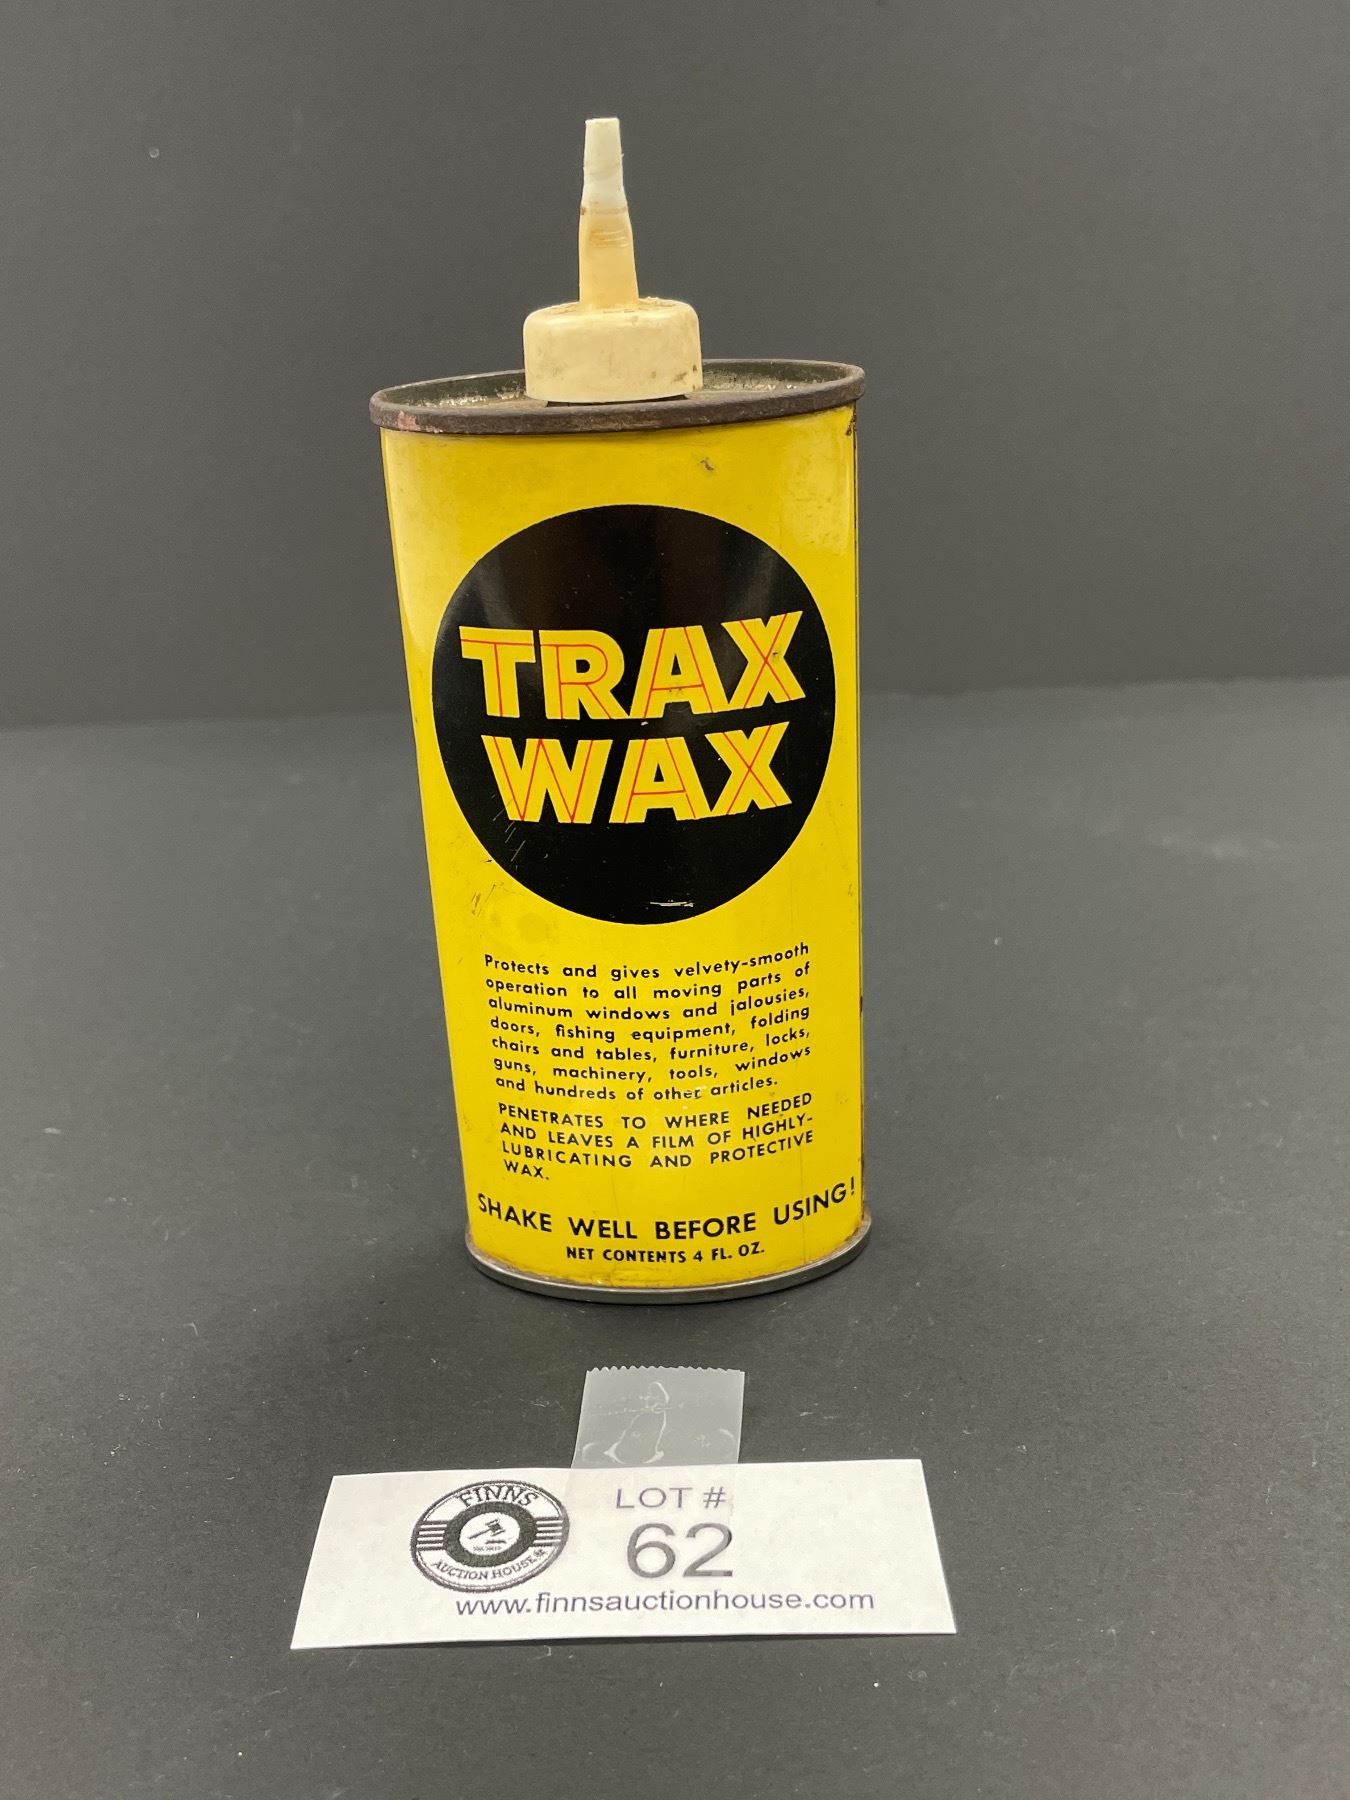 TRAX
WAX
Protects and gives velvety-smooth
operation to all moving parts of
aluminum windows and jalousies,
doors, fishing equipment, folding
chairs and tables, furniture, locks,
guns, machinery, tools, windows
and hundreds of other articles.
PENETRATES TO WHERE NEEDED
AND LEAVES A FILM OF HIGHLY-
LUBRICATING AND PROTECTIVE
WAX.
SHAKE WELL BEFORE USING!
NET CONTENTS 4 FL. OZ.
FINNS
AUCTION HOUSE
LOT #
62
www.finnsauctionhouse.com